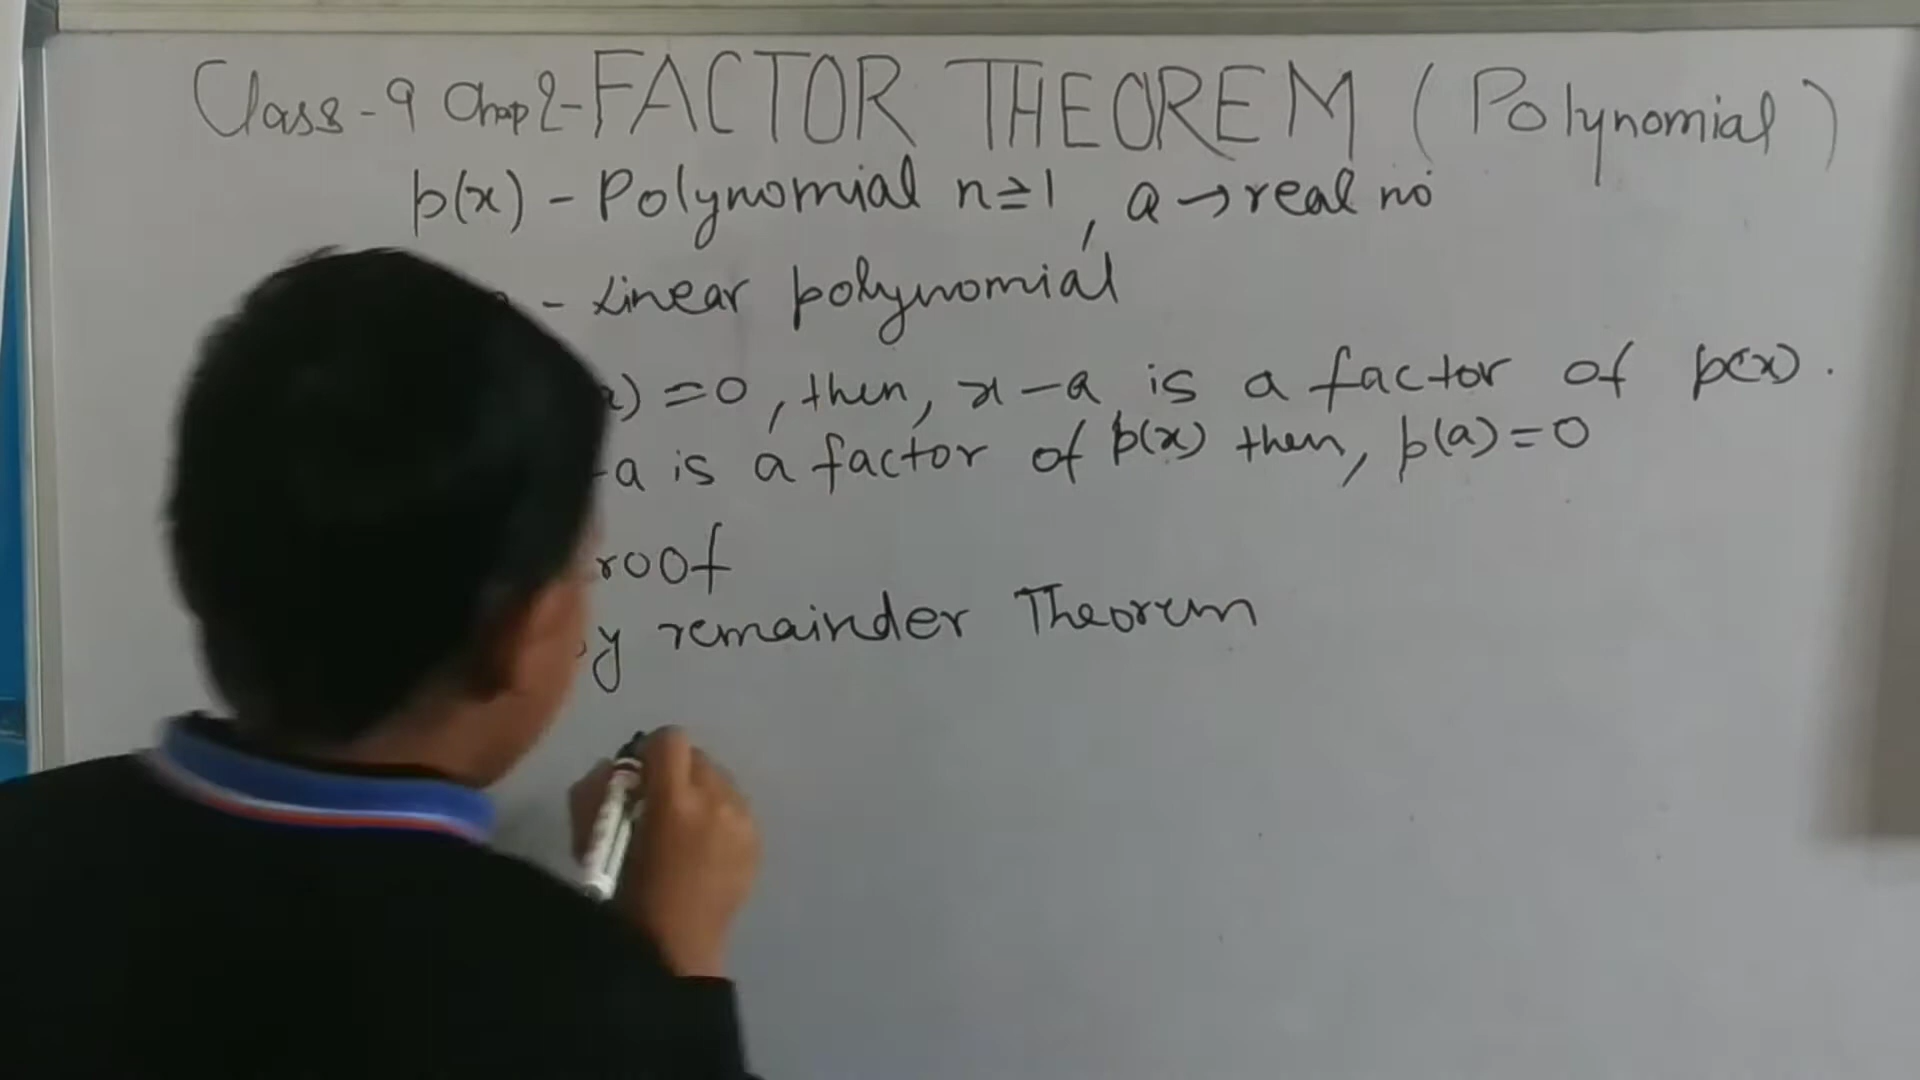 Class-9 Chap 2-FACTOR THEOREM (Polynomial)
p(x) - Polynomial n≥1, a→real no
- Linear polynomial
a) =0, then, x-a is a factor of p(x).
-a is a factor of p(x) then, p(a)=0
roof
y remainder Theorem